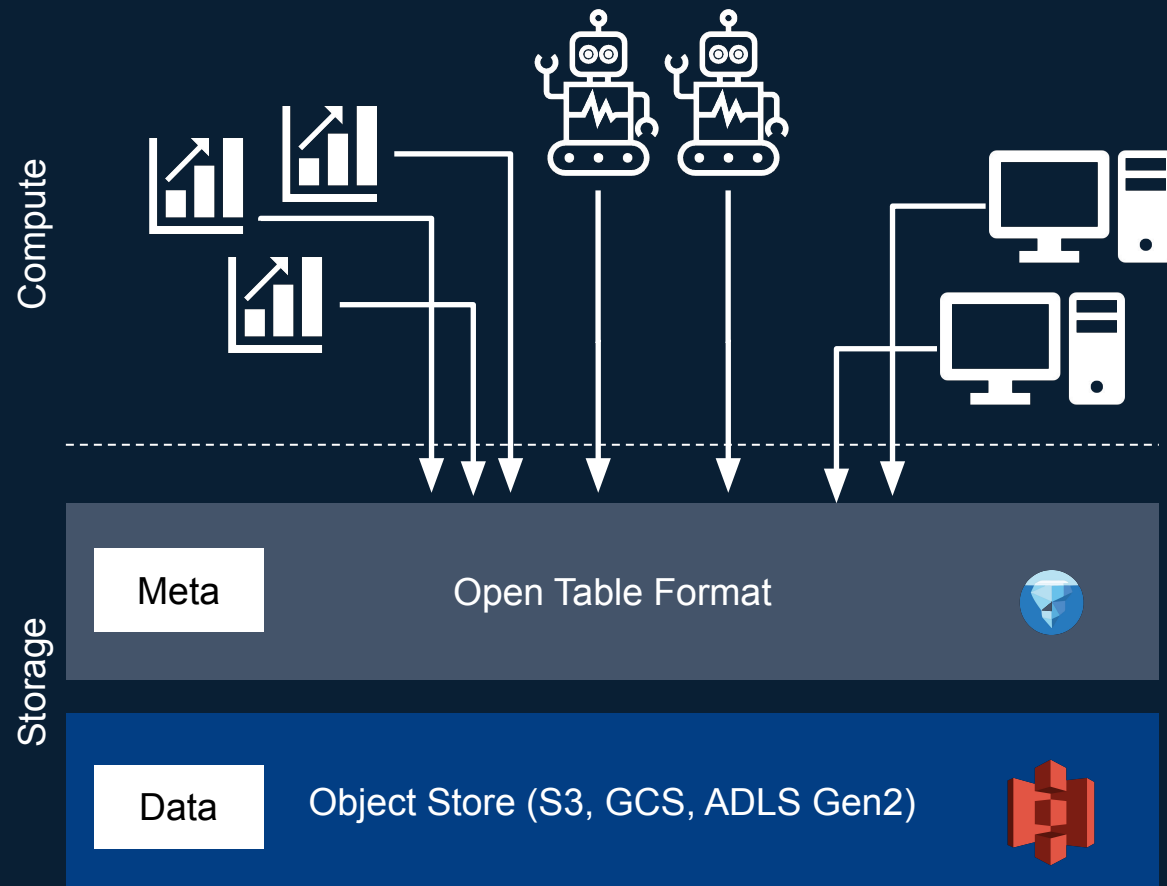 Compute
Storage
Meta
Open Table Format
Data
Object Store (S3, GCS, ADLS Gen2)